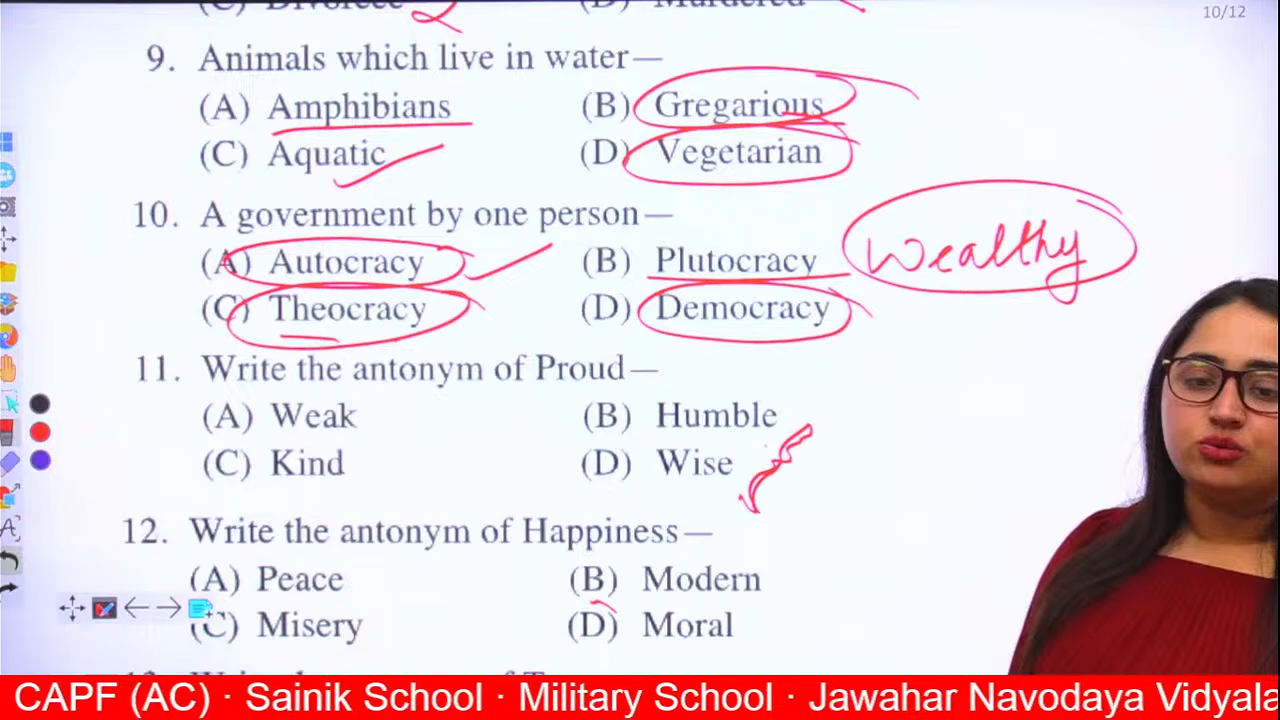 10/12
(C) Divorcee (D) Murdered
9. Animals which live in water—
(A) Amphibians (B) Gregarious
(C) Aquatic (D) Vegetarian
10. A government by one person—
(A) Autocracy (B) Plutocracy Wealthy
(C) Theocracy (D) Democracy
11. Write the antonym of Proud—
(A) Weak (B) Humble
(C) Kind (D) Wise
12. Write the antonym of Happiness—
(A) Peace (B) Modern
(C) Misery (D) Moral
CAPF (AC) · Sainik School · Military School · Jawahar Navodaya Vidyala